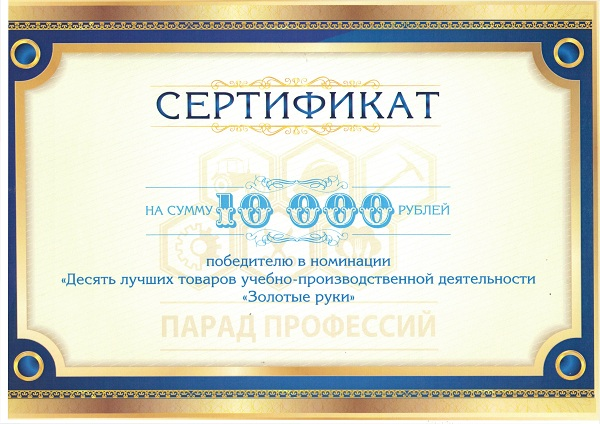 СЕРТИФИКАТ
НА СУММУ 10 000 РУБЛЕЙ
победителю в номинации
«Десять лучших товаров учебно-производственной деятельности
«Золотые руки»
ПАРАД ПРОФЕССИЙ